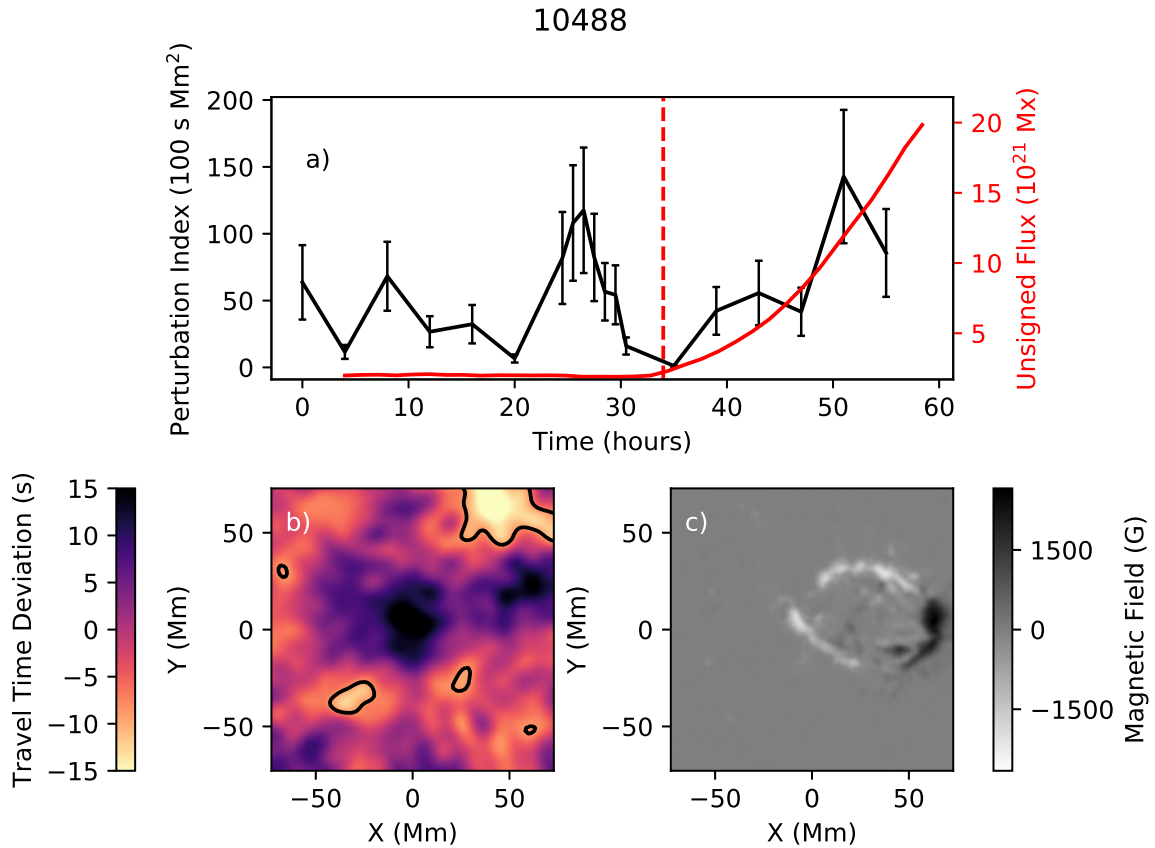 10488
Perturbation Index (100 s Mm²)
200
150
100
50
0
a)
20
15
10
5
Unsigned Flux (10²¹ Mx)
0 10 20 30 40 50 60
Time (hours)
Travel Time Deviation (s)
15
10
5
0
−5
−10
−15
Y (Mm)
50
0
−50
b)
−50 0 50
X (Mm)
Y (Mm)
50
0
−50
c)
−50 0 50
X (Mm)
1500
0
−1500
Magnetic Field (G)